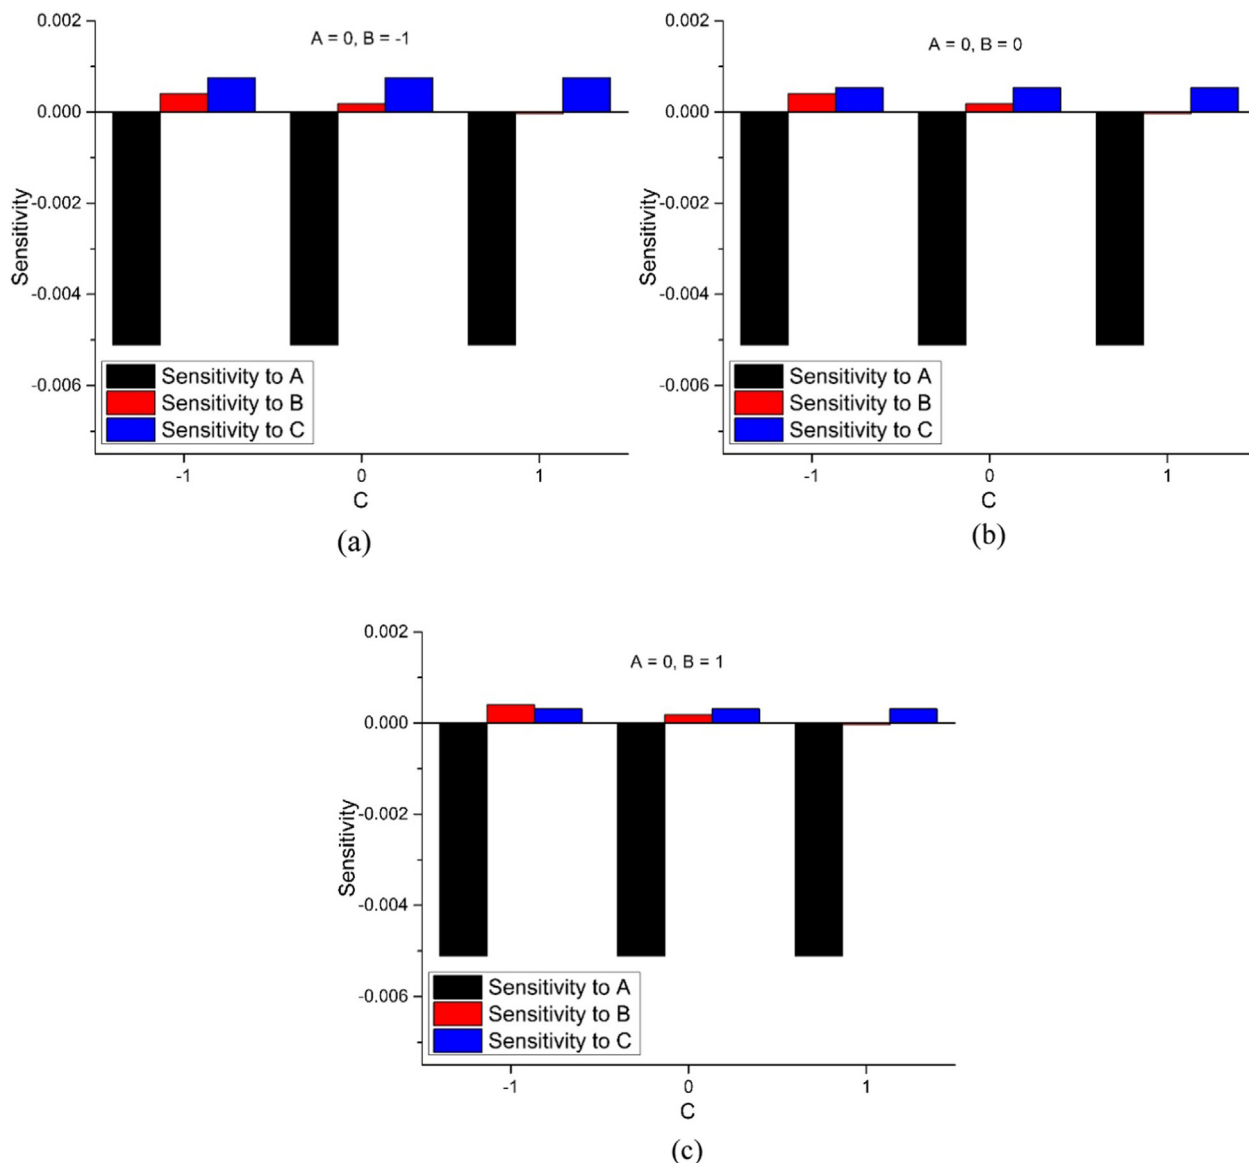 A = 0, B = -1
0.002
0.000
-0.002
-0.004
-0.006
Sensitivity
Sensitivity to A
Sensitivity to B
Sensitivity to C
-1 0 1
C
(a)
A = 0, B = 0
0.002
0.000
-0.002
-0.004
-0.006
Sensitivity
Sensitivity to A
Sensitivity to B
Sensitivity to C
-1 0 1
C
(b)
A = 0, B = 1
0.002
0.000
-0.002
-0.004
-0.006
Sensitivity
Sensitivity to A
Sensitivity to B
Sensitivity to C
-1 0 1
C
(c)